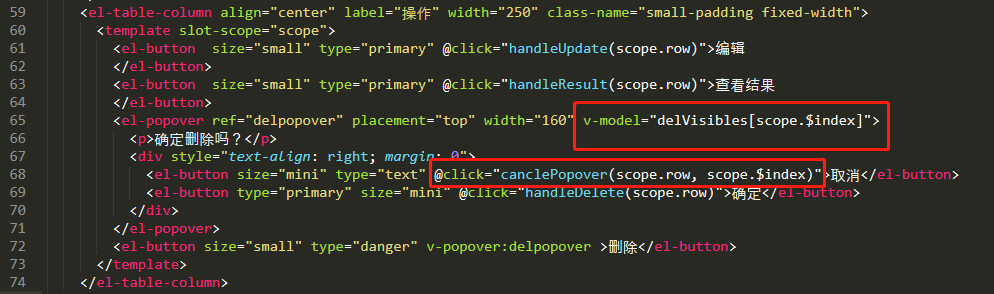 59 <el-table-column align="center" label="操作" width="250" class-name="small-padding fixed-width">
60 <template slot-scope="scope">
61 <el-button  size="small" type="primary" @click="handleUpdate(scope.row)">编辑
62 </el-button>
63 <el-button  size="small" type="primary" @click="handleResult(scope.row)">查看结果
64 </el-button>
65 <el-popover ref="delpopover" placement="top" width="160" v-model="delVisibles[scope.$index]">
66 <p>确定删除吗？</p>
67 <div style="text-align: right; margin: 0">
68 <el-button size="mini" type="text" @click="canclePopover(scope.row, scope.$index)">取消</el-button>
69 <el-button type="primary" size="mini" @click="handleDelete(scope.row)">确定</el-button>
70 </div>
71 </el-popover>
72 <el-button size="small" type="danger" v-popover:delpopover >删除</el-button>
73 </template>
74 </el-table-column>